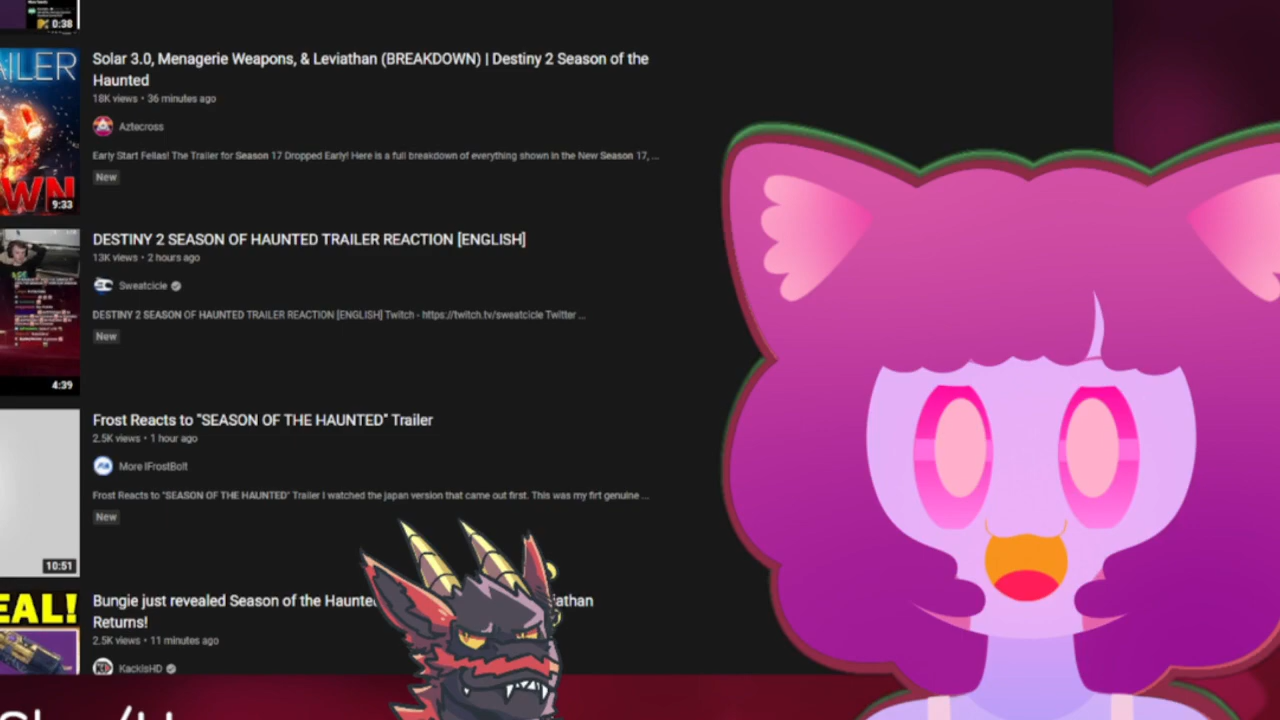 0:38
AILER
Solar 3.0, Menagerie Weapons, & Leviathan (BREAKDOWN) | Destiny 2 Season of the
Haunted
18K views • 36 minutes ago
Aztecross
Early Start Fellas! The Trailer for Season 17 Dropped Early! Here is a full breakdown of everything shown in the New Season 17, ...
New
WN
9:33
DESTINY 2 SEASON OF HAUNTED TRAILER REACTION [ENGLISH]
13K views • 2 hours ago
Sweatcicle
DESTINY 2 SEASON OF HAUNTED TRAILER REACTION [ENGLISH] Twitch - https://twitch.tv/sweatcicle Twitter ...
New
4:39
Frost Reacts to "SEASON OF THE HAUNTED" Trailer
2.5K views • 1 hour ago
More IFrostBolt
Frost Reacts to "SEASON OF THE HAUNTED" Trailer I watched the japan version that came out first. This was my firt genuine ...
New
10:51
EAL!
Bungie just revealed Season of the Haunte athan
Returns!
2.5K views • 11 minutes ago
KackisHD